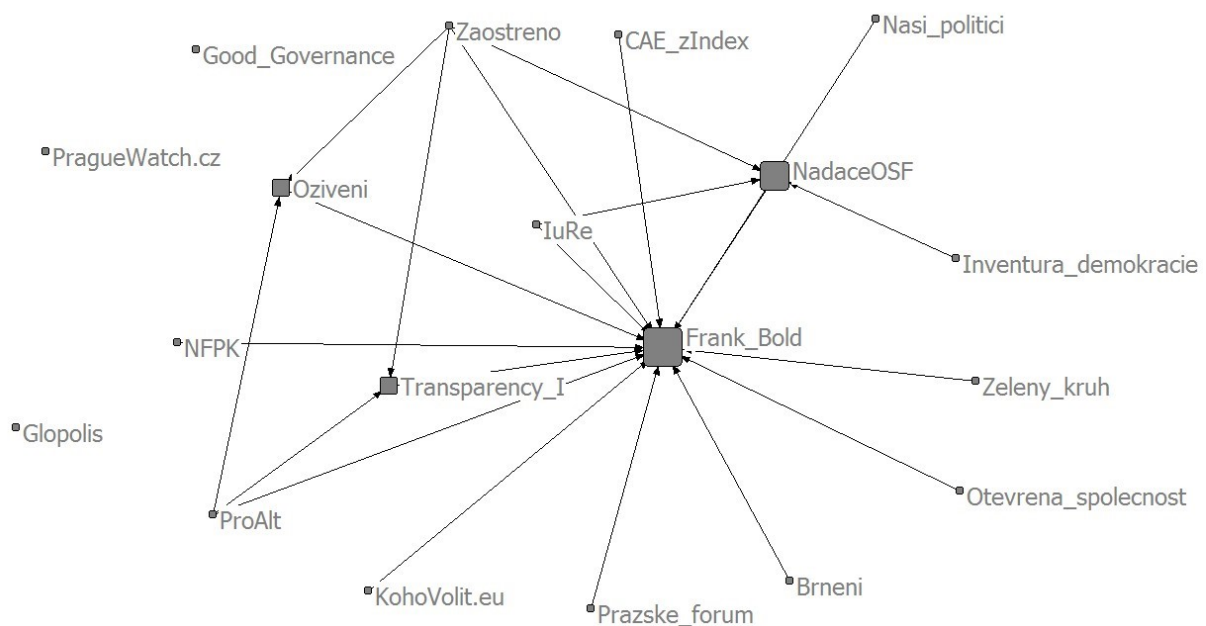 Nasi_politici
Zaostreno
CAE_zIndex
Good_Governance
PragueWatch.cz
NadaceOSF
Oziveni
IuRe
Inventura_demokracie
Frank_Bold
NFPK
Transparency_I
Zeleny_kruh
Glopolis
Otevrena_spolecnost
ProAlt
Brneni
KohoVolit.eu
Prazske_forum